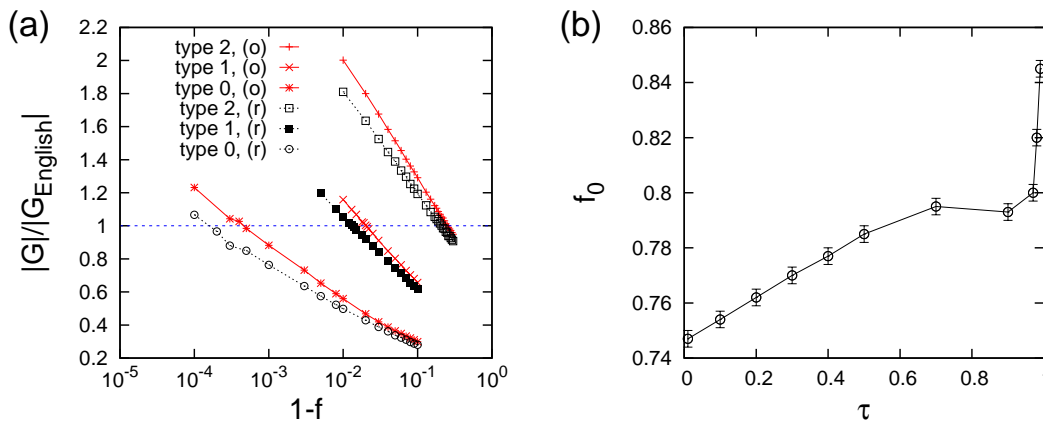 (a)
|G|/|G_English|
2.2
2
1.8
1.6
1.4
1.2
1
0.8
0.6
0.4
0.2
type 2, (o)
type 1, (o)
type 0, (o)
type 2, (r)
type 1, (r)
type 0, (r)
10^-5 10^-4 10^-3 10^-2 10^-1 10^0
1-f
(b)
f_0
0.86
0.84
0.82
0.8
0.78
0.76
0.74
0 0.2 0.4 0.6 0.8 1
τ